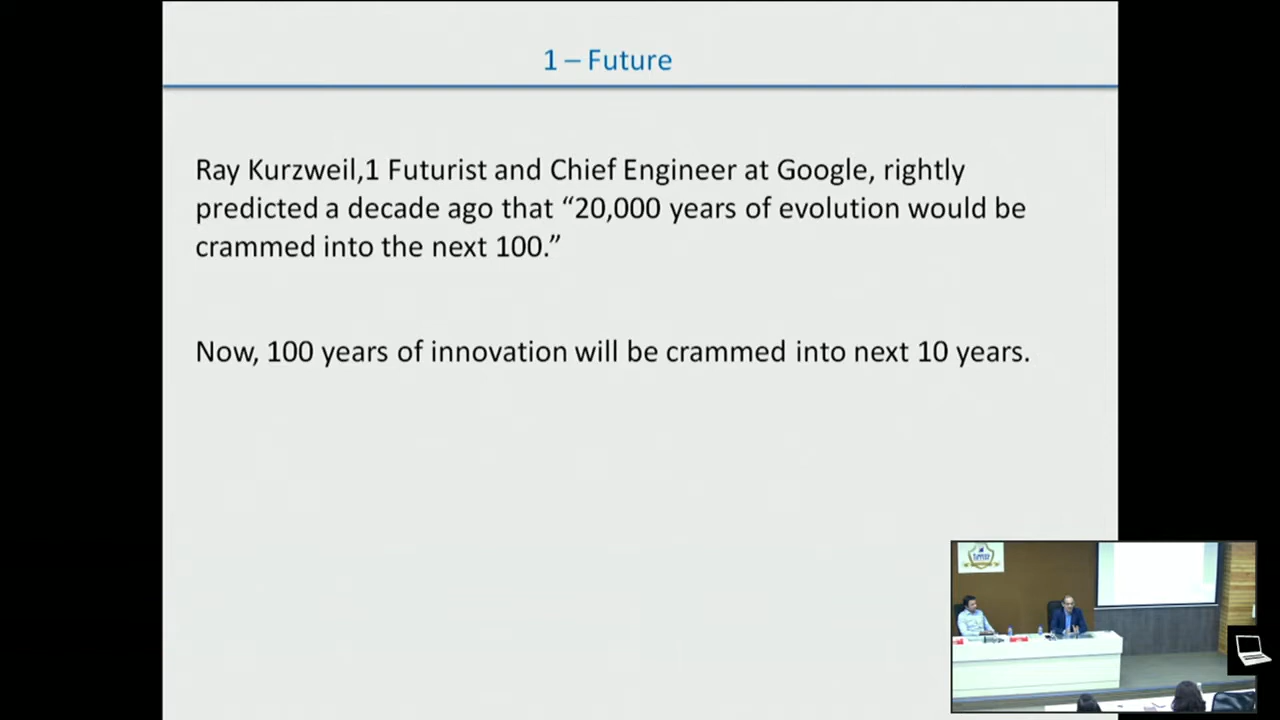 1 – Future
Ray Kurzweil,1 Futurist and Chief Engineer at Google, rightly
predicted a decade ago that “20,000 years of evolution would be
crammed into the next 100.”
Now, 100 years of innovation will be crammed into next 10 years.